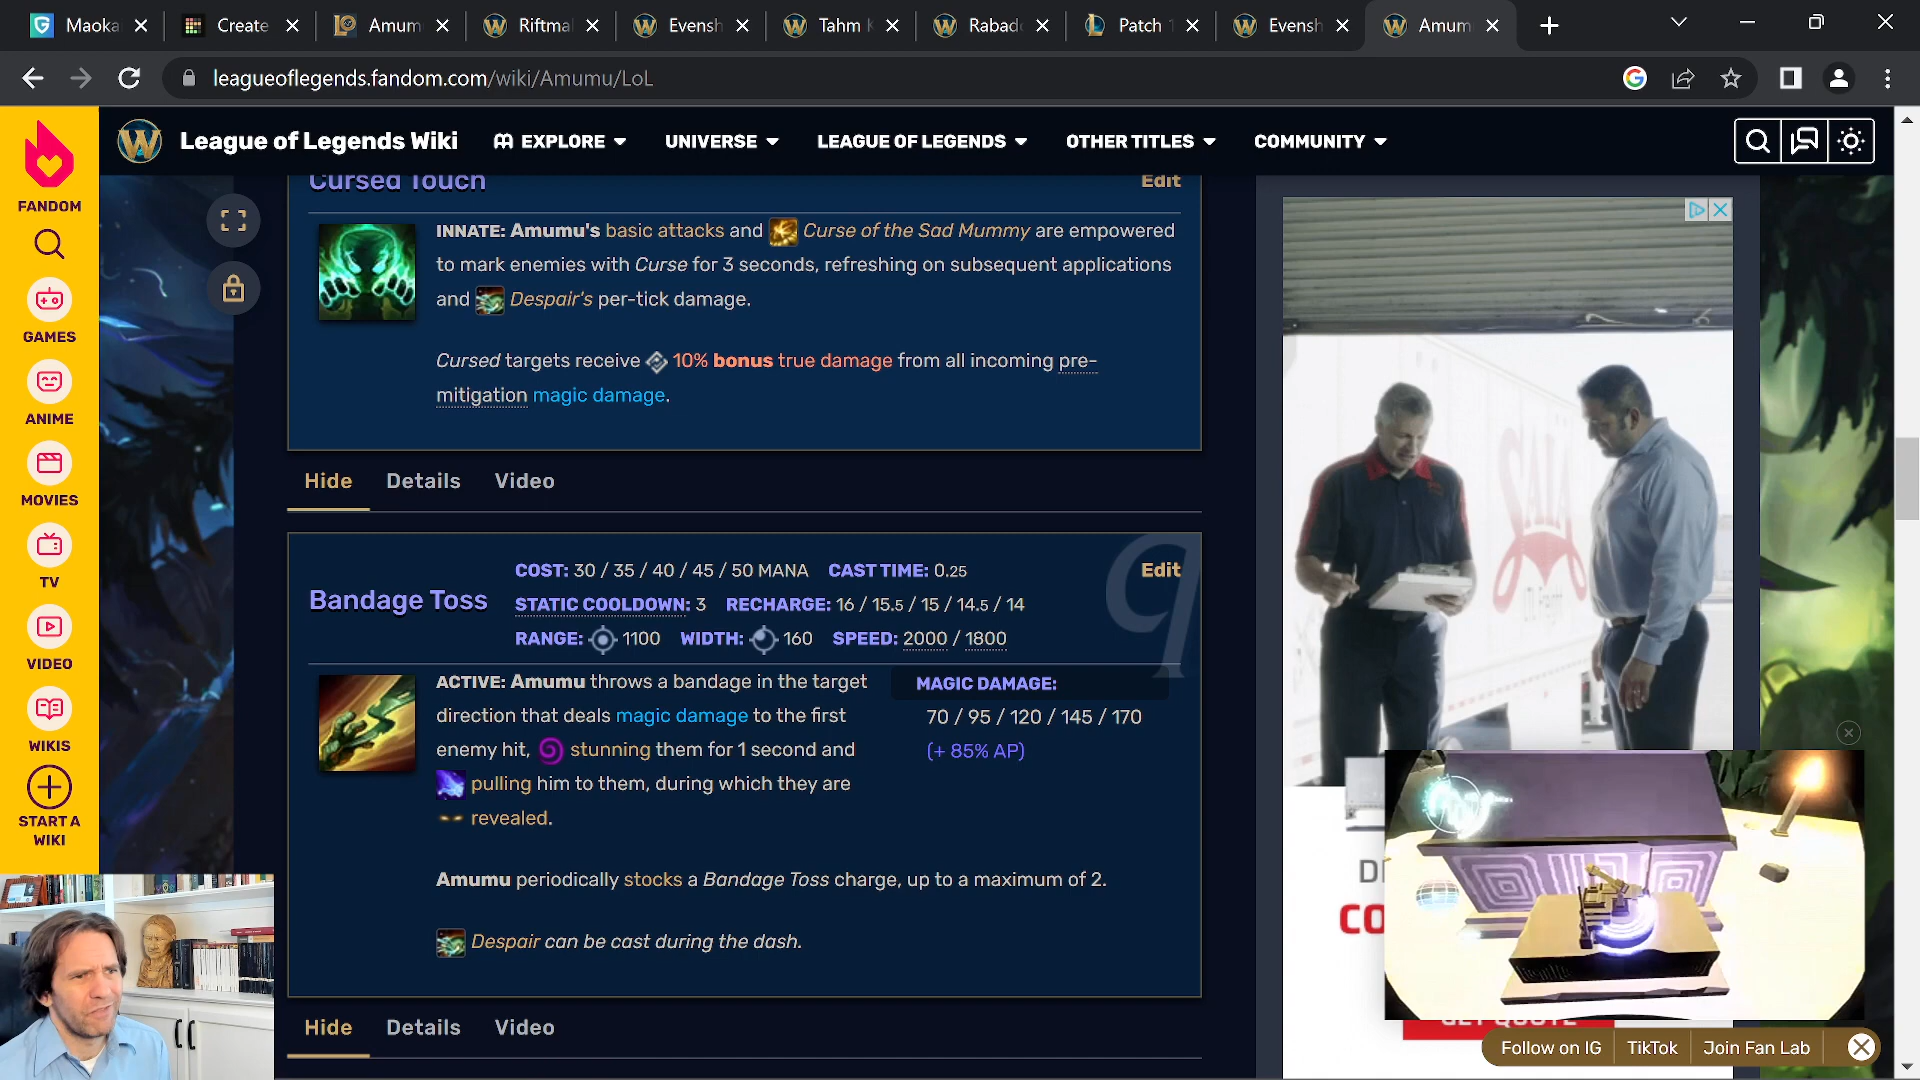 Maoka
Create
Amum
Riftmal
Evensh
Tahm K
Rabad
Patch 1
Evensh
Amum
leagueoflegends.fandom.com/wiki/Amumu/LoL
FANDOM
GAMES
ANIME
MOVIES
TV
VIDEO
WIKIS
START A
WIKI
League of Legends Wiki
EXPLORE
UNIVERSE
LEAGUE OF LEGENDS
OTHER TITLES
COMMUNITY
Cursed Touch
Edit
INNATE: Amumu's basic attacks and Curse of the Sad Mummy are empowered
to mark enemies with Curse for 3 seconds, refreshing on subsequent applications
and Despair's per-tick damage.
Cursed targets receive 10% bonus true damage from all incoming pre-
mitigation magic damage.
Hide Details Video
Bandage Toss
COST: 30 / 35 / 40 / 45 / 50 MANA CAST TIME: 0.25
Edit
STATIC COOLDOWN: 3 RECHARGE: 16 / 15.5 / 15 / 14.5 / 14
RANGE: 1100 WIDTH: 160 SPEED: 2000 / 1800
q
ACTIVE: Amumu throws a bandage in the target
direction that deals magic damage to the first
enemy hit, stunning them for 1 second and
pulling him to them, during which they are
revealed.
MAGIC DAMAGE:
70 / 95 / 120 / 145 / 170
(+ 85% AP)
Amumu periodically stocks a Bandage Toss charge, up to a maximum of 2.
Despair can be cast during the dash.
Hide Details Video
SAIA
GET QUOTE
Follow on IG
TikTok
Join Fan Lab